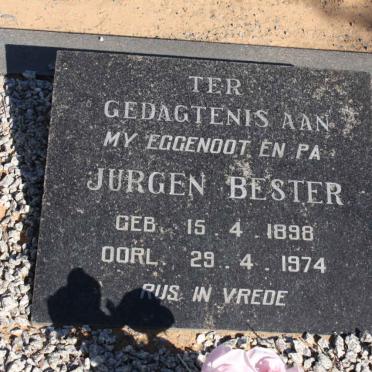 TER
GEDAGTENIS AAN
MY EGGENOOT EN PA
JURGEN BESTER
GEB. 15. 4. 1898
OORL. 29. 4. 1974
RUS IN VREDE